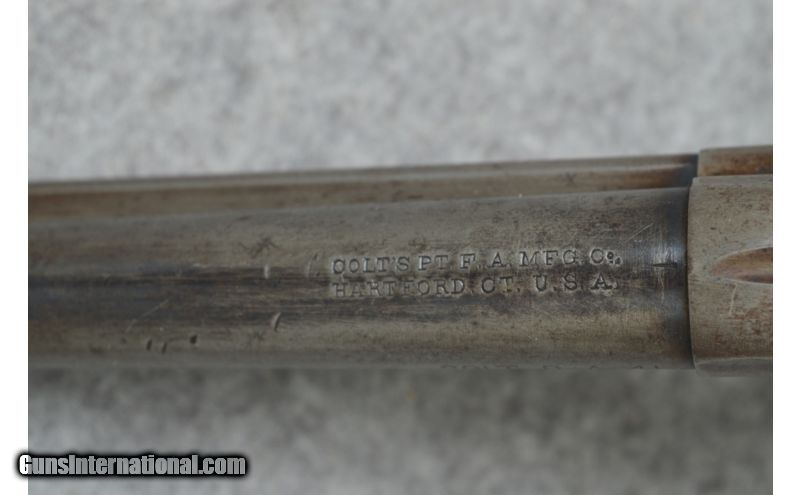 COLT'S PT. F. A. MFG. Co.
HARTFORD. CT. U. S. A.
GunsInternational.com